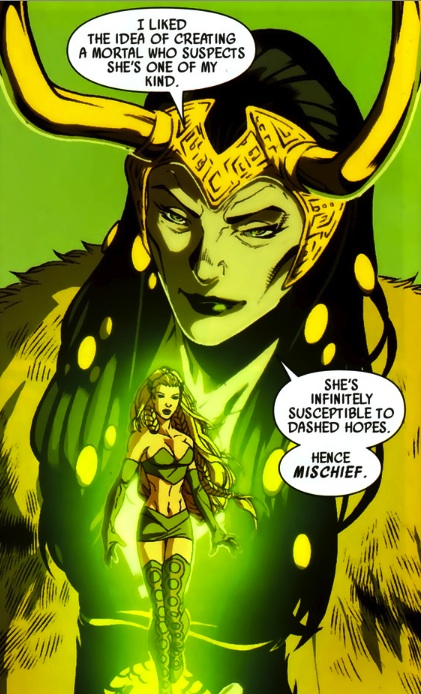 I LIKED
THE IDEA OF CREATING
A MORTAL WHO SUSPECTS
SHE'S ONE OF MY
KIND.
SHE'S
INFINITELY
SUSCEPTIBLE TO
DASHED HOPES.
HENCE
MISCHIEF.